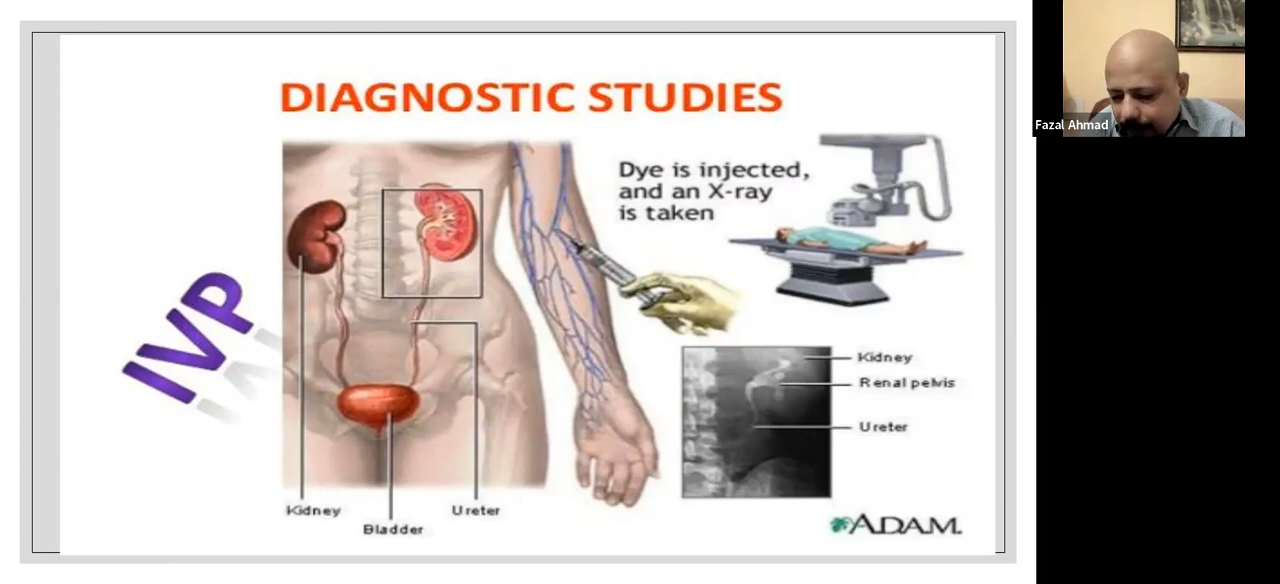 DIAGNOSTIC STUDIES
Dye is injected,
and an X-ray
is taken
IVP
Kidney
Renal pelvis
Ureter
Kidney
Bladder
Ureter
ADAM.
Fazal Ahmad